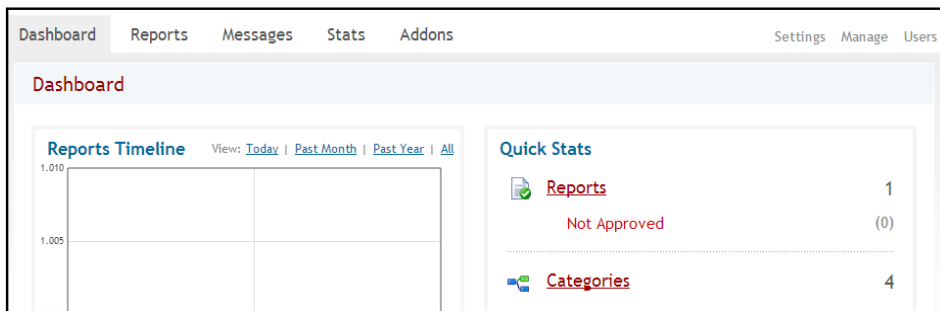 Dashboard Reports Messages Stats Addons Settings Manage Users
Dashboard
Reports Timeline View: Today | Past Month | Past Year | All
1.010
1.005
Quick Stats
Reports 1
Not Approved (0)
Categories 4